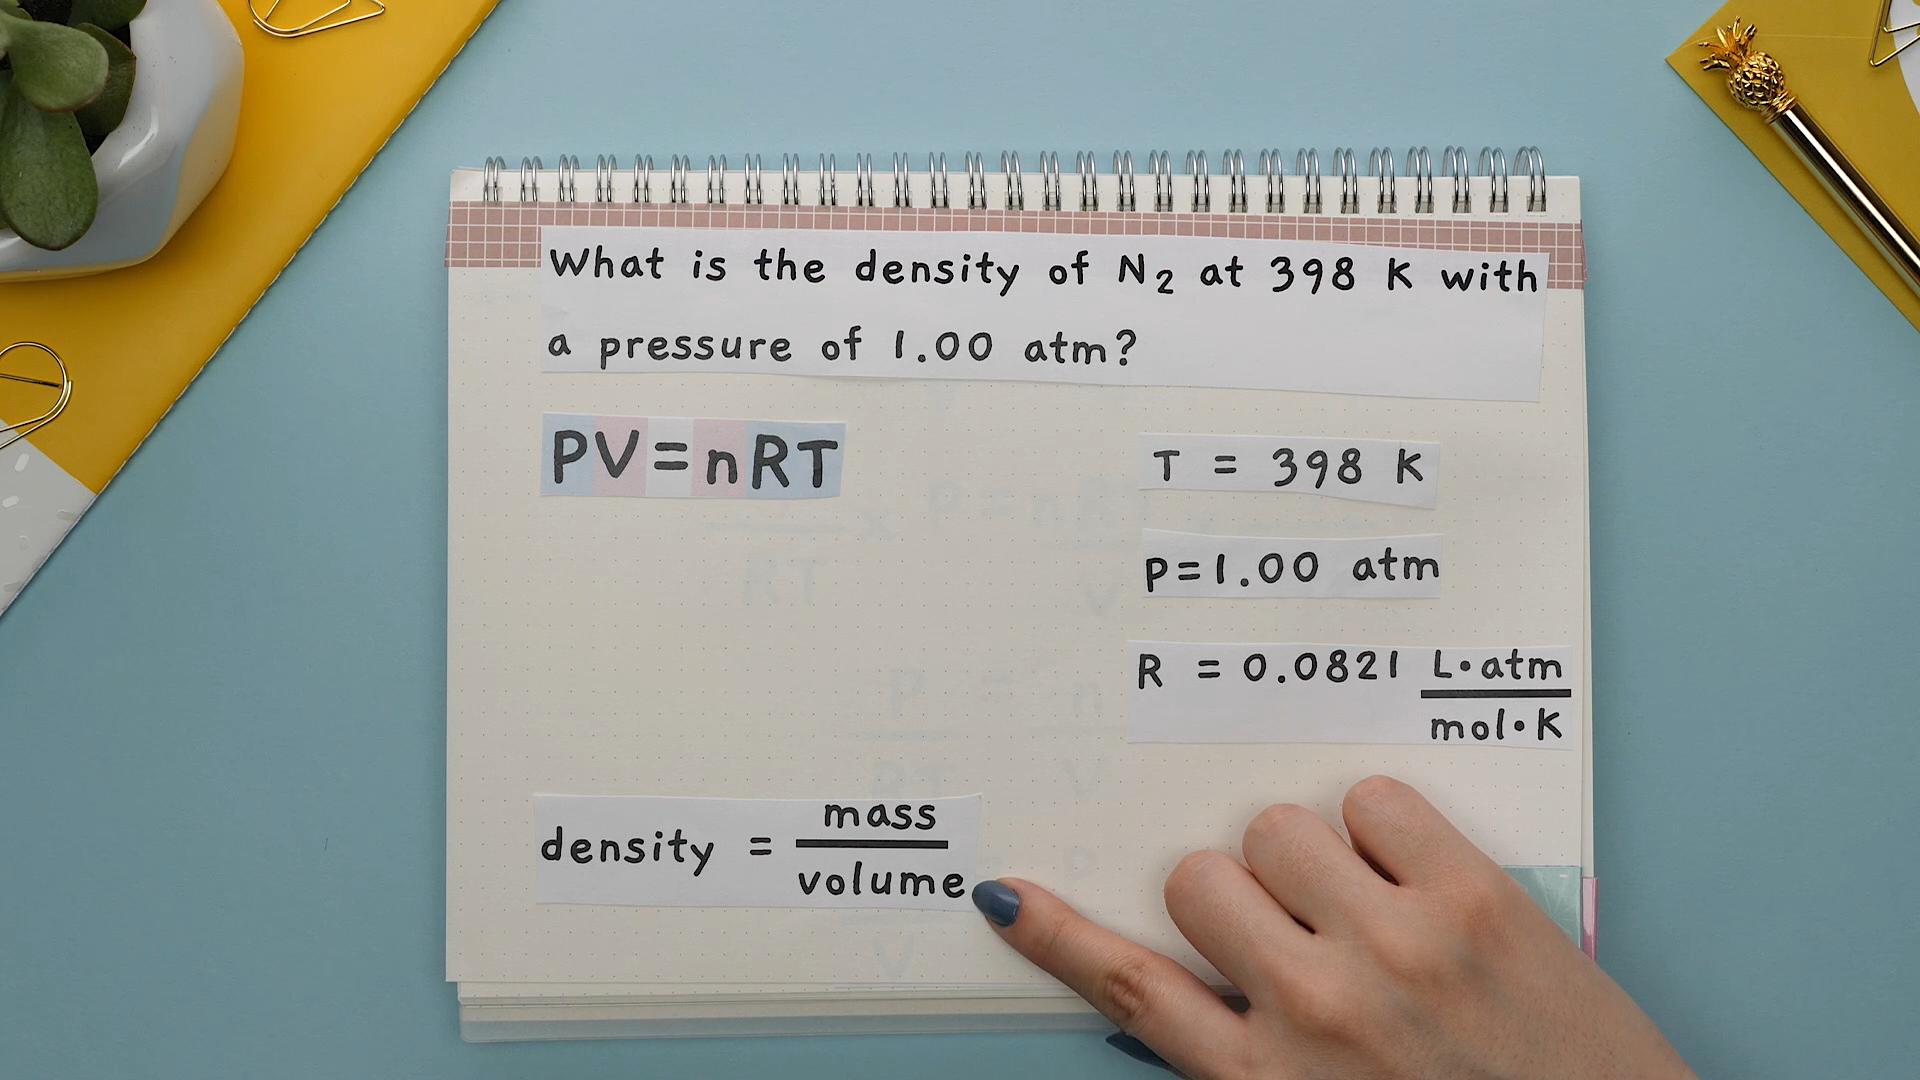 What is the density of N₂ at 398 K with
a pressure of 1.00 atm?
PV=nRT
T = 398 K
P=1.00 atm
R = 0.0821 L•atm
mol•K
density = mass
volume